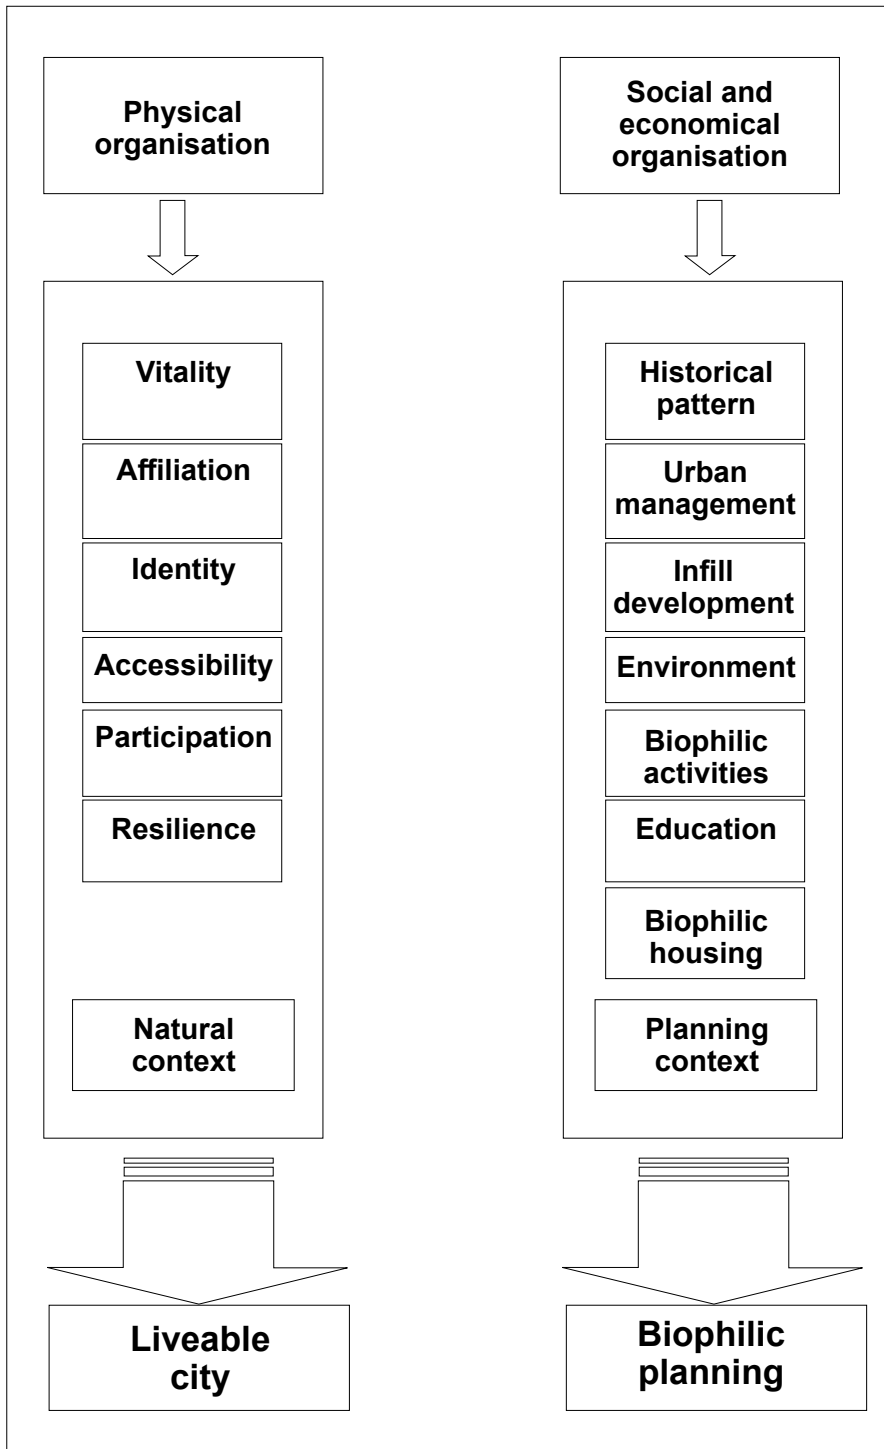 Physical
organisation
Vitality
Affiliation
Identity
Accessibility
Participation
Resilience
Natural
context
Liveable
city
Social and
economical
organisation
Historical
pattern
Urban
management
Infill
development
Environment
Biophilic
activities
Education
Biophilic
housing
Planning
context
Biophilic
planning